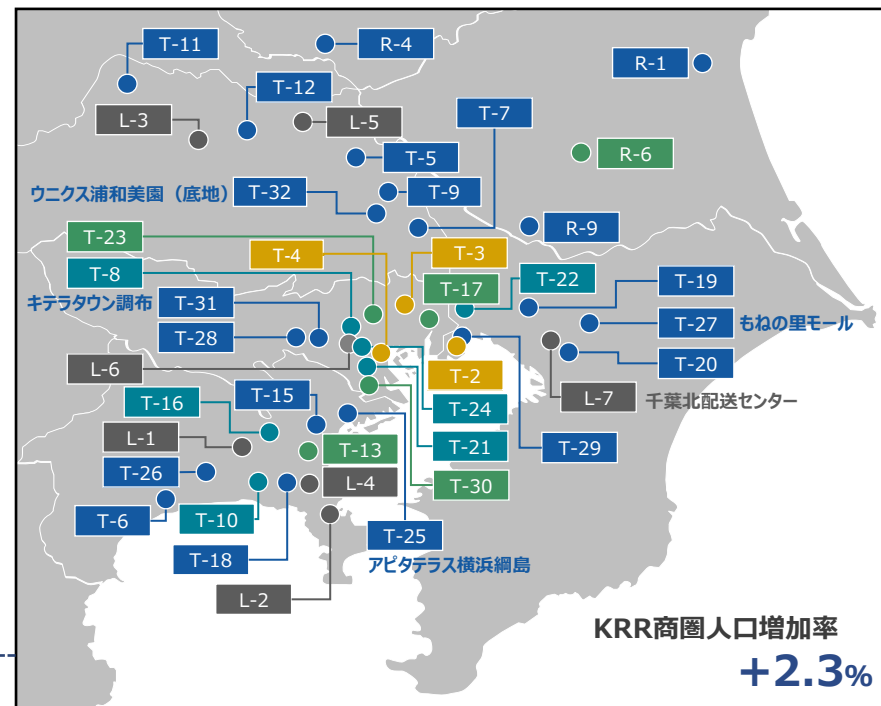 T-11
R-4
R-1
T-12
T-7
L-3
L-5
T-5
R-6
ウニクス浦和美園（底地）
T-32
T-9
T-23
R-9
T-4
T-3
T-8
T-22
T-17
T-19
キテラタウン調布
T-31
T-27
もねの里モール
T-28
T-20
L-6
T-2
T-15
L-7
千葉北配送センター
T-16
T-24
L-1
T-21
T-29
T-13
T-26
L-4
T-30
T-6
T-10
T-25
T-18
アピタテラス横浜綱島
L-2
KRR商圏人口増加率
+2.3%